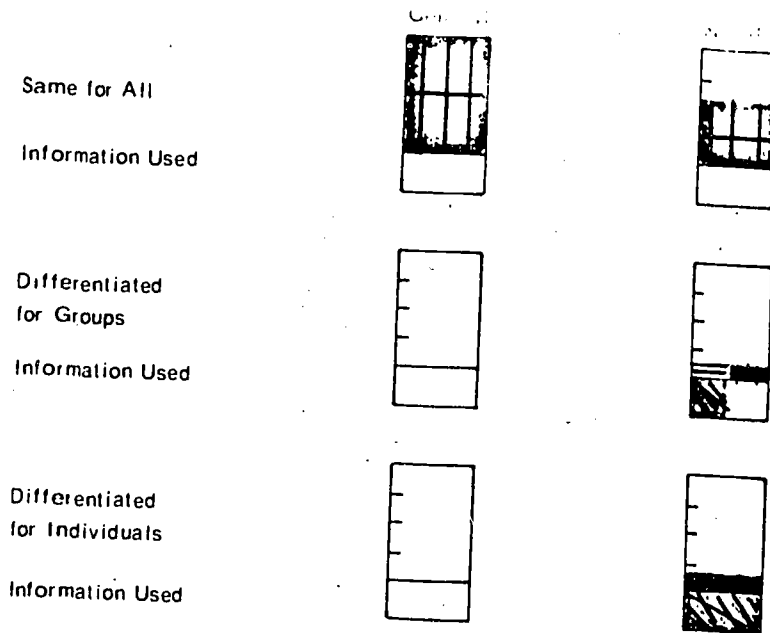 Same for All
Information Used
Differentiated
for Groups
Information Used
Differentiated
for Individuals
Information Used